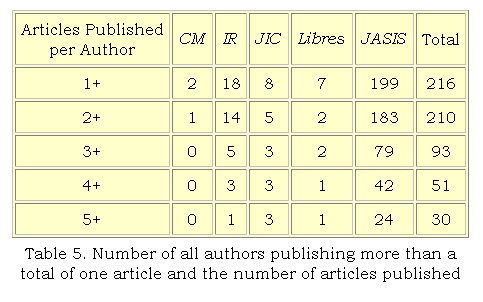 Articles Published per Author CM IR JIC Libres JASIS Total
1+ 2 18 8 7 199 216
2+ 1 14 5 2 183 210
3+ 0 5 3 2 79 93
4+ 0 3 3 1 42 51
5+ 0 1 3 1 24 30
Table 5. Number of all authors publishing more than a
total of one article and the number of articles published